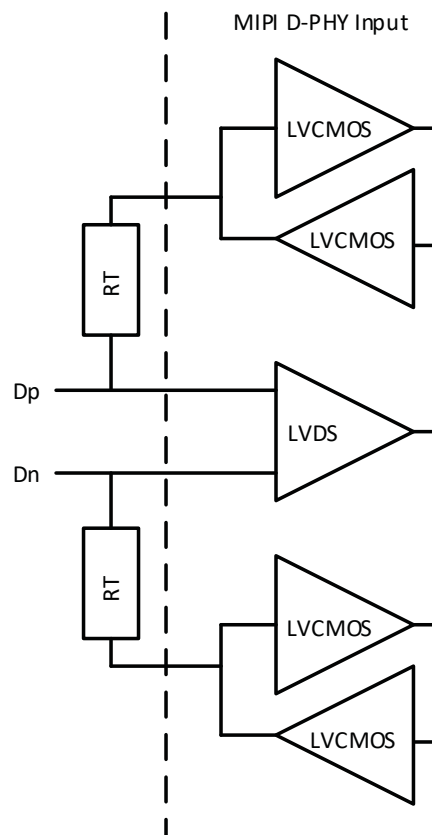 MIPI D-PHY Input
LVCMOS
LVCMOS
RT
Dp
LVDS
Dn
RT
LVCMOS
LVCMOS